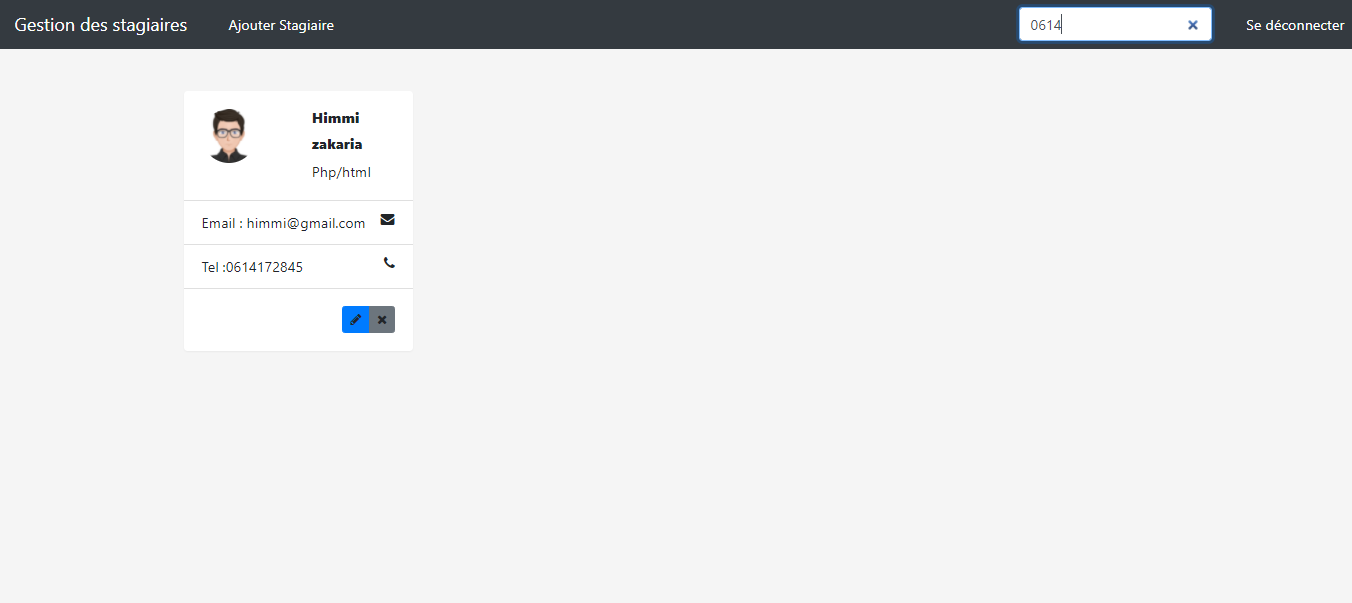 Gestion des stagiaires Ajouter Stagiaire 0614 Se déconnecter
Himmi
zakaria
Php/html
Email : himmi@gmail.com
Tel :0614172845